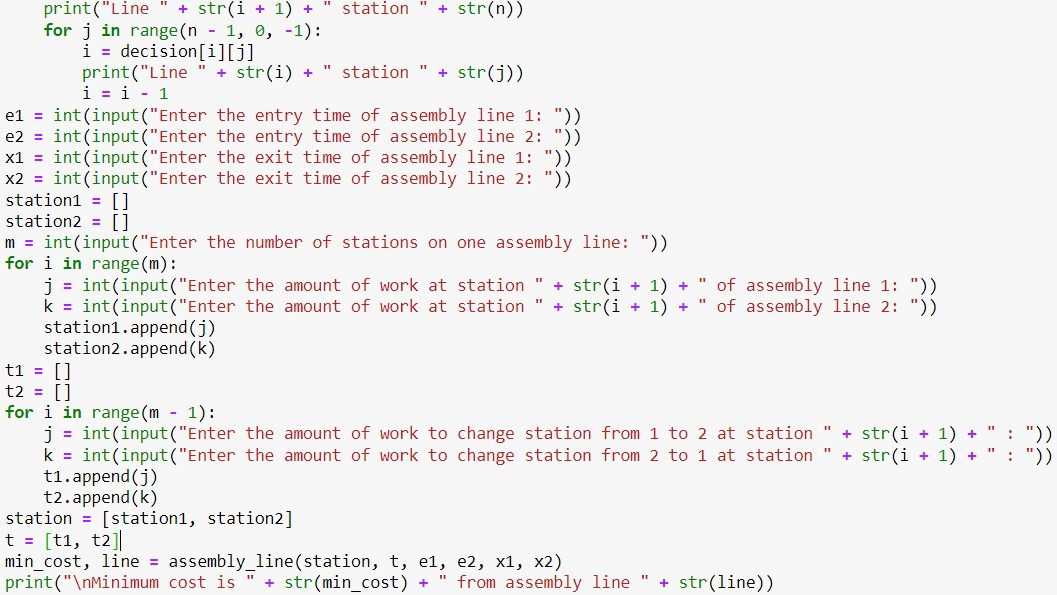 print("Line " + str(i + 1) + " station " + str(n))
    for j in range(n - 1, 0, -1):
        i = decision[i][j]
        print("Line " + str(i) + " station " + str(j))
        i = i - 1
e1 = int(input("Enter the entry time of assembly line 1: "))
e2 = int(input("Enter the entry time of assembly line 2: "))
x1 = int(input("Enter the exit time of assembly line 1: "))
x2 = int(input("Enter the exit time of assembly line 2: "))
station1 = []
station2 = []
m = int(input("Enter the number of stations on one assembly line: "))
for i in range(m):
    j = int(input("Enter the amount of work at station " + str(i + 1) + " of assembly line 1: "))
    k = int(input("Enter the amount of work at station " + str(i + 1) + " of assembly line 2: "))
    station1.append(j)
    station2.append(k)
t1 = []
t2 = []
for i in range(m - 1):
    j = int(input("Enter the amount of work to change station from 1 to 2 at station " + str(i + 1) + " : "))
    k = int(input("Enter the amount of work to change station from 2 to 1 at station " + str(i + 1) + " : "))
    t1.append(j)
    t2.append(k)
station = [station1, station2]
t = [t1, t2]
min_cost, line = assembly_line(station, t, e1, e2, x1, x2)
print("\nMinimum cost is " + str(min_cost) + " from assembly line " + str(line))